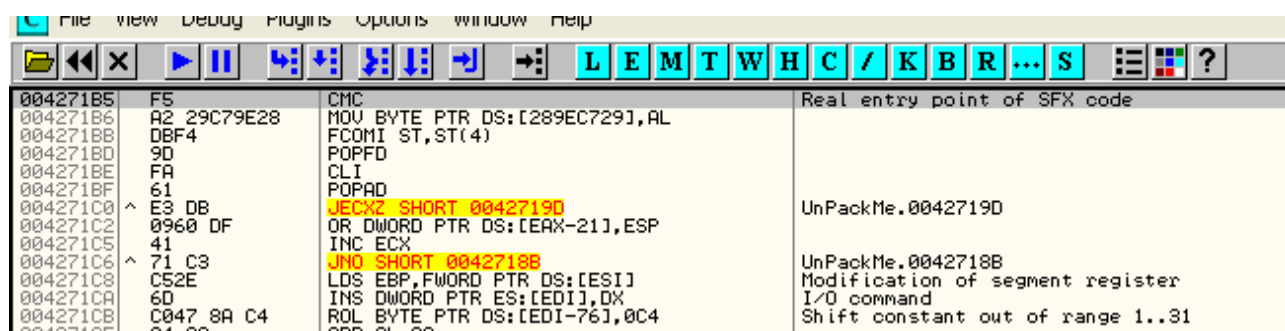 C File View Debug Plugins Options Window Help
L E M T W H C / K B R ... S ?
004271B5 F5 CMC Real entry point of SFX code
004271B6 A2 29C79E28 MOV BYTE PTR DS:[289EC729],AL
004271BB DBF4 FCOMI ST,ST(4)
004271BD 9D POPFD
004271BE FA CLI
004271BF 61 POPAD
004271C0 ^ E3 DB JECXZ SHORT 0042719D UnPackMe.0042719D
004271C2 0960 DF OR DWORD PTR DS:[EAX-21],ESP
004271C5 41 INC ECX
004271C6 ^ 71 C3 JNO SHORT 0042718B UnPackMe.0042718B
004271C8 C52E LDS EBP,FWORD PTR DS:[ESI] Modification of segment register
004271CA 6D INS DWORD PTR ES:[EDI],DX I/O command
004271CB C047 8A C4 ROL BYTE PTR DS:[EDI-76],0C4 Shift constant out of range 1..31